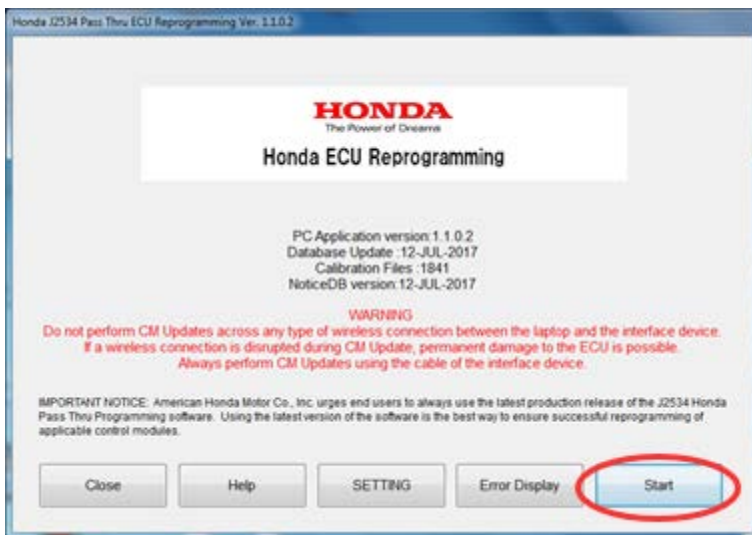 Honda J2534 Pass Thru ECU Reprogramming Ver. 1.1.0.2
HONDA
The Power of Dreams
Honda ECU Reprogramming
PC Application version:1.1.0.2
Database Update :12-JUL-2017
Calibration Files :1841
NoticeDB version:12-JUL-2017
WARNING
Do not perform CM Updates across any type of wireless connection between the laptop and the interface device.
If a wireless connection is disrupted during CM Update, permanent damage to the ECU is possible.
Always perform CM Updates using the cable of the interface device.
IMPORTANT NOTICE: American Honda Motor Co., Inc. urges end users to always use the latest production release of the J2534 Honda
Pass Thru Programming software. Using the latest version of the software is the best way to ensure successful reprogramming of
applicable control modules.
Close Help SETTING Error Display Start